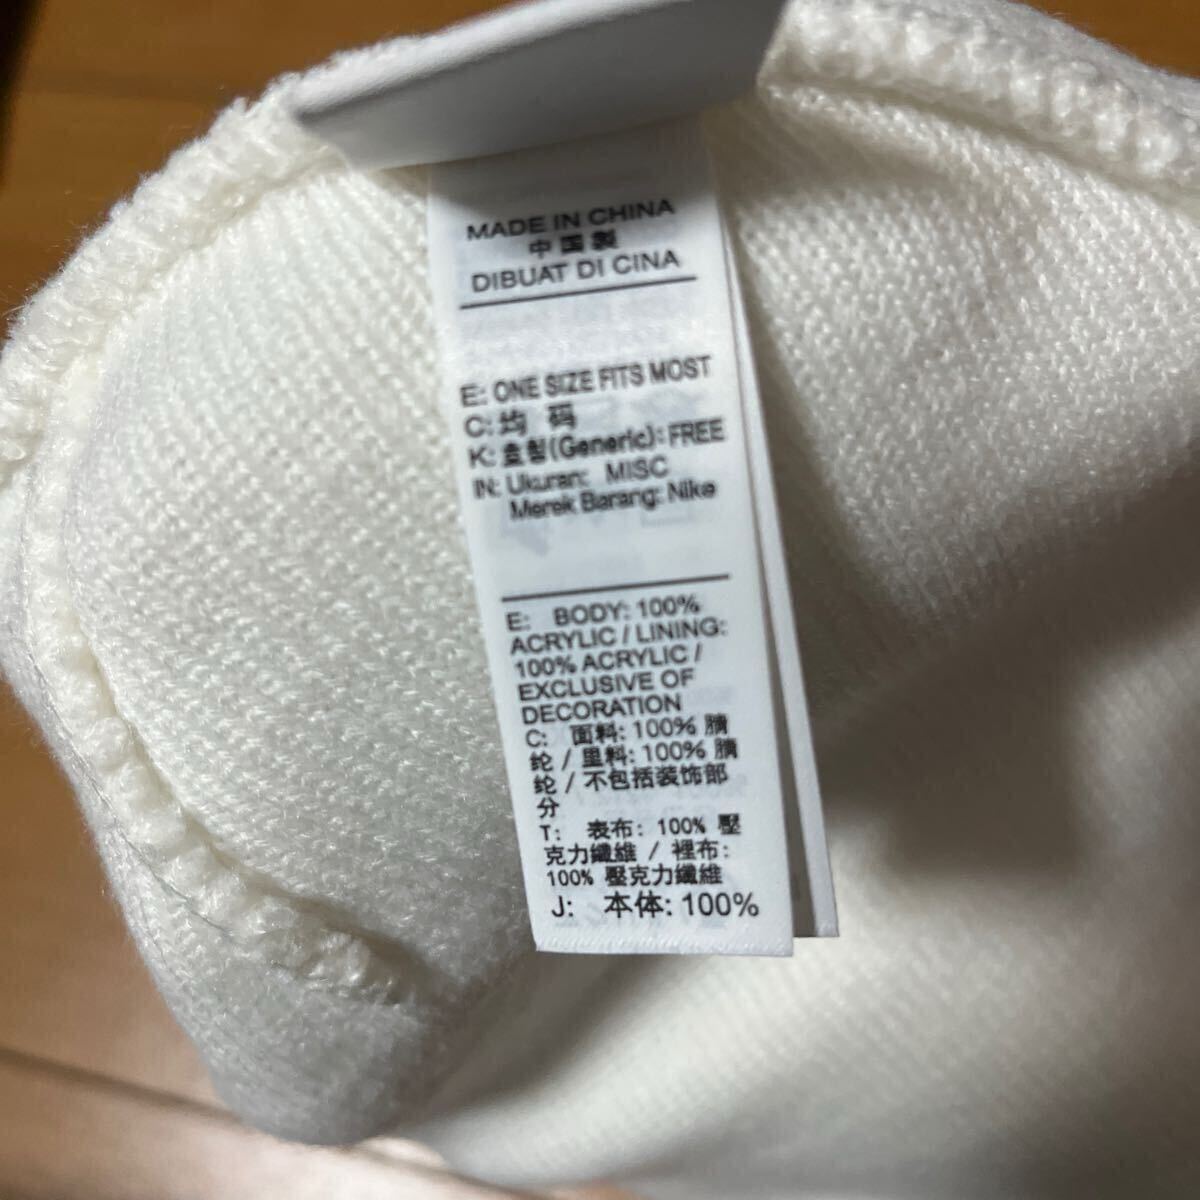 MADE IN CHINA
中国製
DIBUAT DI CINA
E: ONE SIZE FITS MOST
C: 均 码
K: 호칭(Generic): FREE
IN: Ukuran: MISC
Merek Barang: Nike
E: BODY: 100%
ACRYLIC / LINING:
100% ACRYLIC /
EXCLUSIVE OF
DECORATION
C: 面料: 100% 腈
纶 / 里料: 100% 腈
纶 / 不包括装饰部
分
T: 表布: 100% 壓
克力纖維 / 裡布:
100% 壓克力纖維
J: 本体: 100%